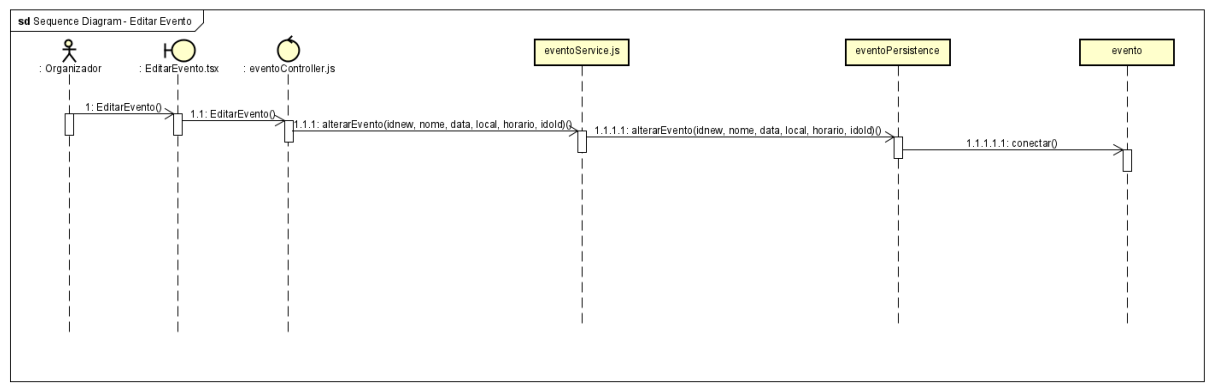 sd Sequence Diagram - Editar Evento
: Organizador
: EditarEvento.tsx
: eventoController.js
eventoService.js
eventoPersistence
evento
1: EditarEvento()
1.1: EditarEvento()
1.1.1: alterarEvento(idnew, nome, data, local, horario, idold)()
1.1.1.1: alterarEvento(idnew, nome, data, local, horario, idold)()
1.1.1.1.1: conectar()